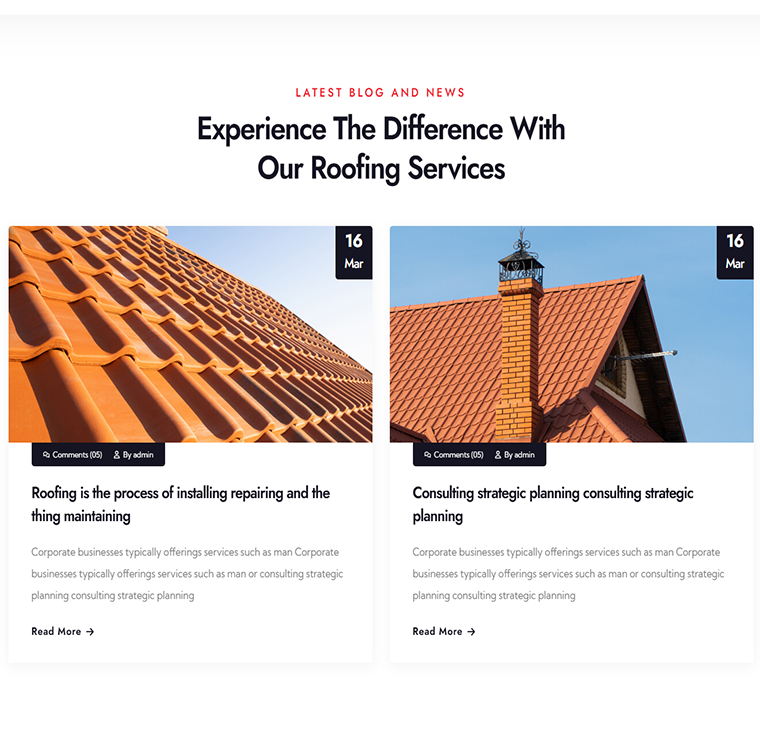 LATEST BLOG AND NEWS
Experience The Difference With
Our Roofing Services
16
Mar
Comments (05) By admin
Roofing is the process of installing repairing and the
thing maintaining
Corporate businesses typically offerings services such as man Corporate
businesses typically offerings services such as man or consulting strategic
planning consulting strategic planning
Read More →
16
Mar
Comments (05) By admin
Consulting strategic planning consulting strategic
planning
Corporate businesses typically offerings services such as man Corporate
businesses typically offerings services such as man or consulting strategic
planning consulting strategic planning
Read More →